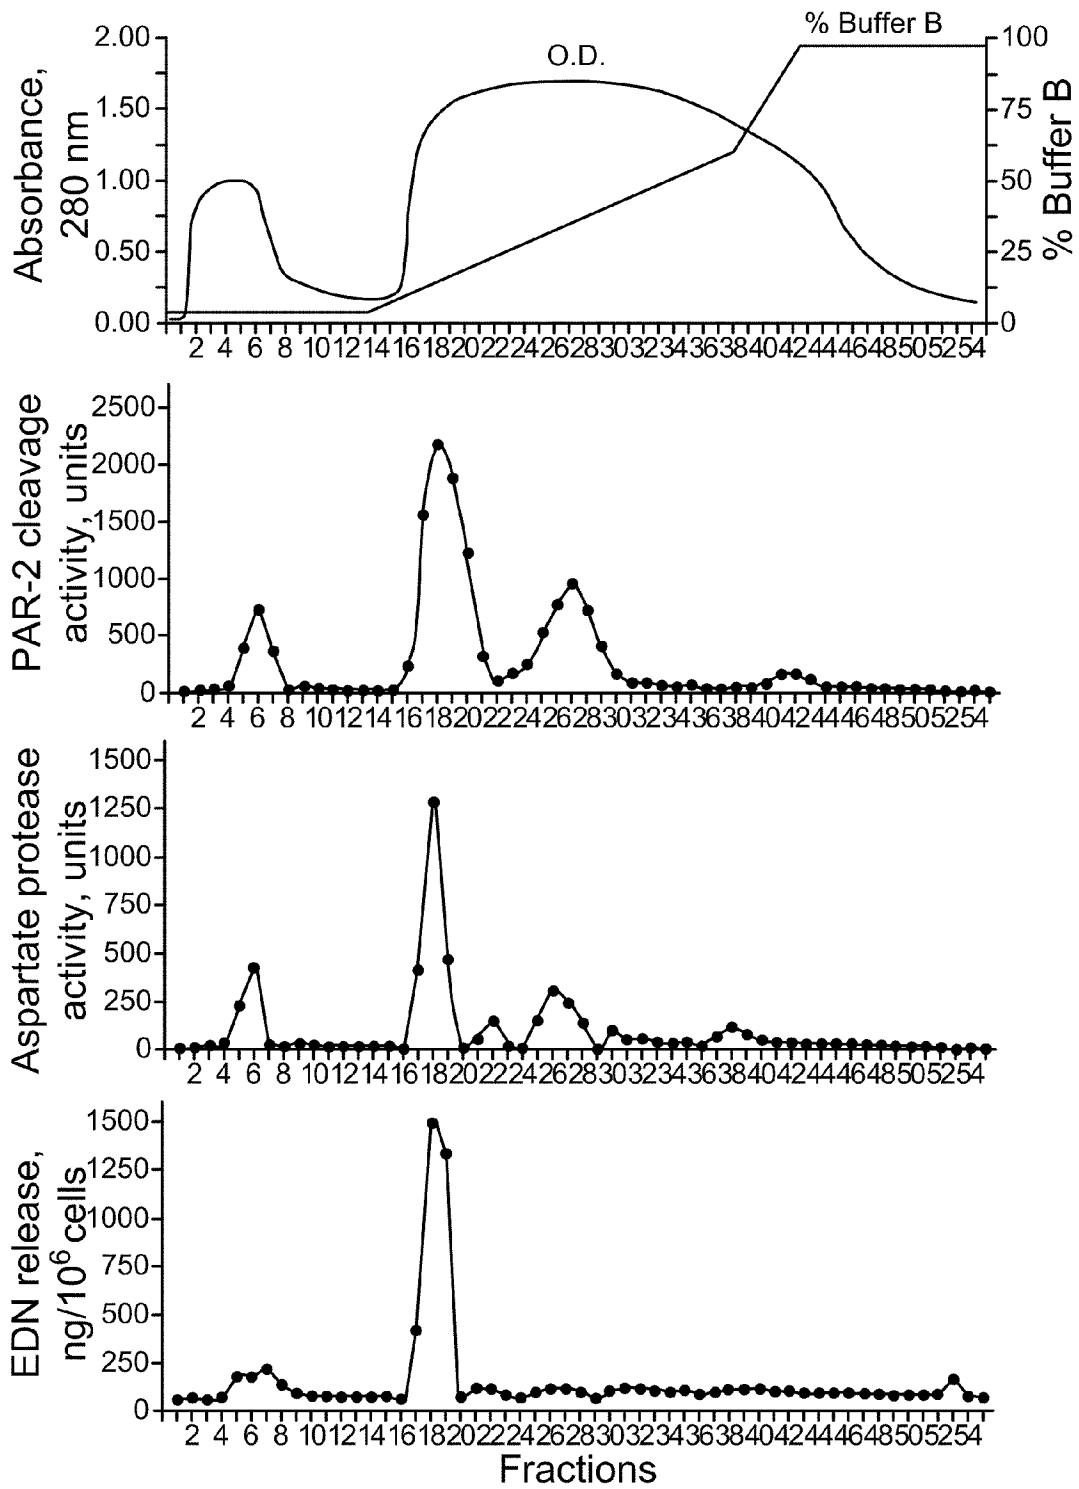 % Buffer B
O.D.
Absorbance,
280 nm
2.00
1.50
1.00
0.50
0.00
100
75
50
25
0
% Buffer B
2 4 6 8 10 12 14 16 18 20 22 24 26 28 30 32 34 36 38 40 42 44 46 48 50 52 54
PAR-2 cleavage
activity, units
2500
2000
1500
1000
500
0
2 4 6 8 10 12 14 16 18 20 22 24 26 28 30 32 34 36 38 40 42 44 46 48 50 52 54
Aspartate protease
activity, units
1500
1250
1000
750
500
250
0
2 4 6 8 10 12 14 16 18 20 22 24 26 28 30 32 34 36 38 40 42 44 46 48 50 52 54
EDN release,
ng/10⁶ cells
1500
1250
1000
750
500
250
0
2 4 6 8 10 12 14 16 18 20 22 24 26 28 30 32 34 36 38 40 42 44 46 48 50 52 54
Fractions